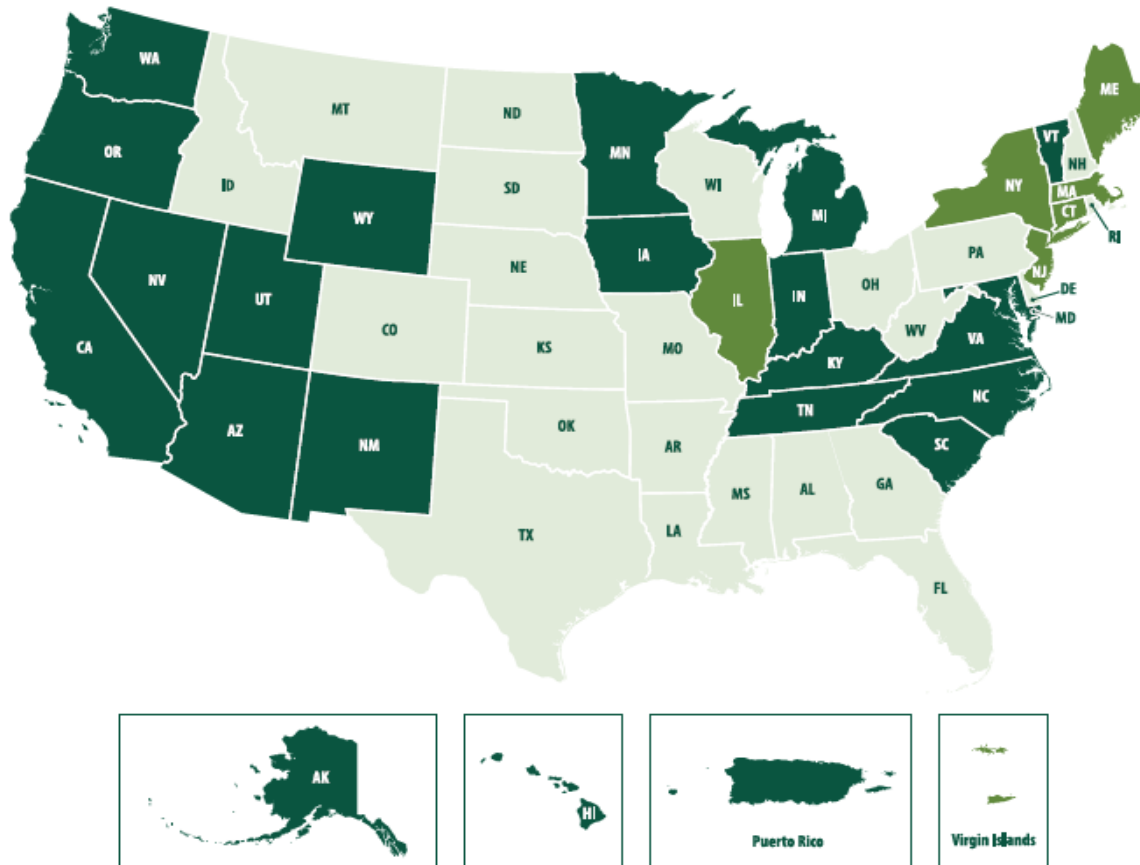 WA
ME
MT
ND
VT
OR
MN
NH
ID
SD
WI
NY
MA
WY
MI
CT
RI
IA
PA
NE
NJ
NV
OH
DE
UT
IL
IN
MD
CO
WV
CA
KS
MO
VA
KY
NC
TN
AZ
OK
NM
AR
SC
MS
AL
GA
TX
LA
FL
AK
HI
Puerto Rico
Virgin Islands